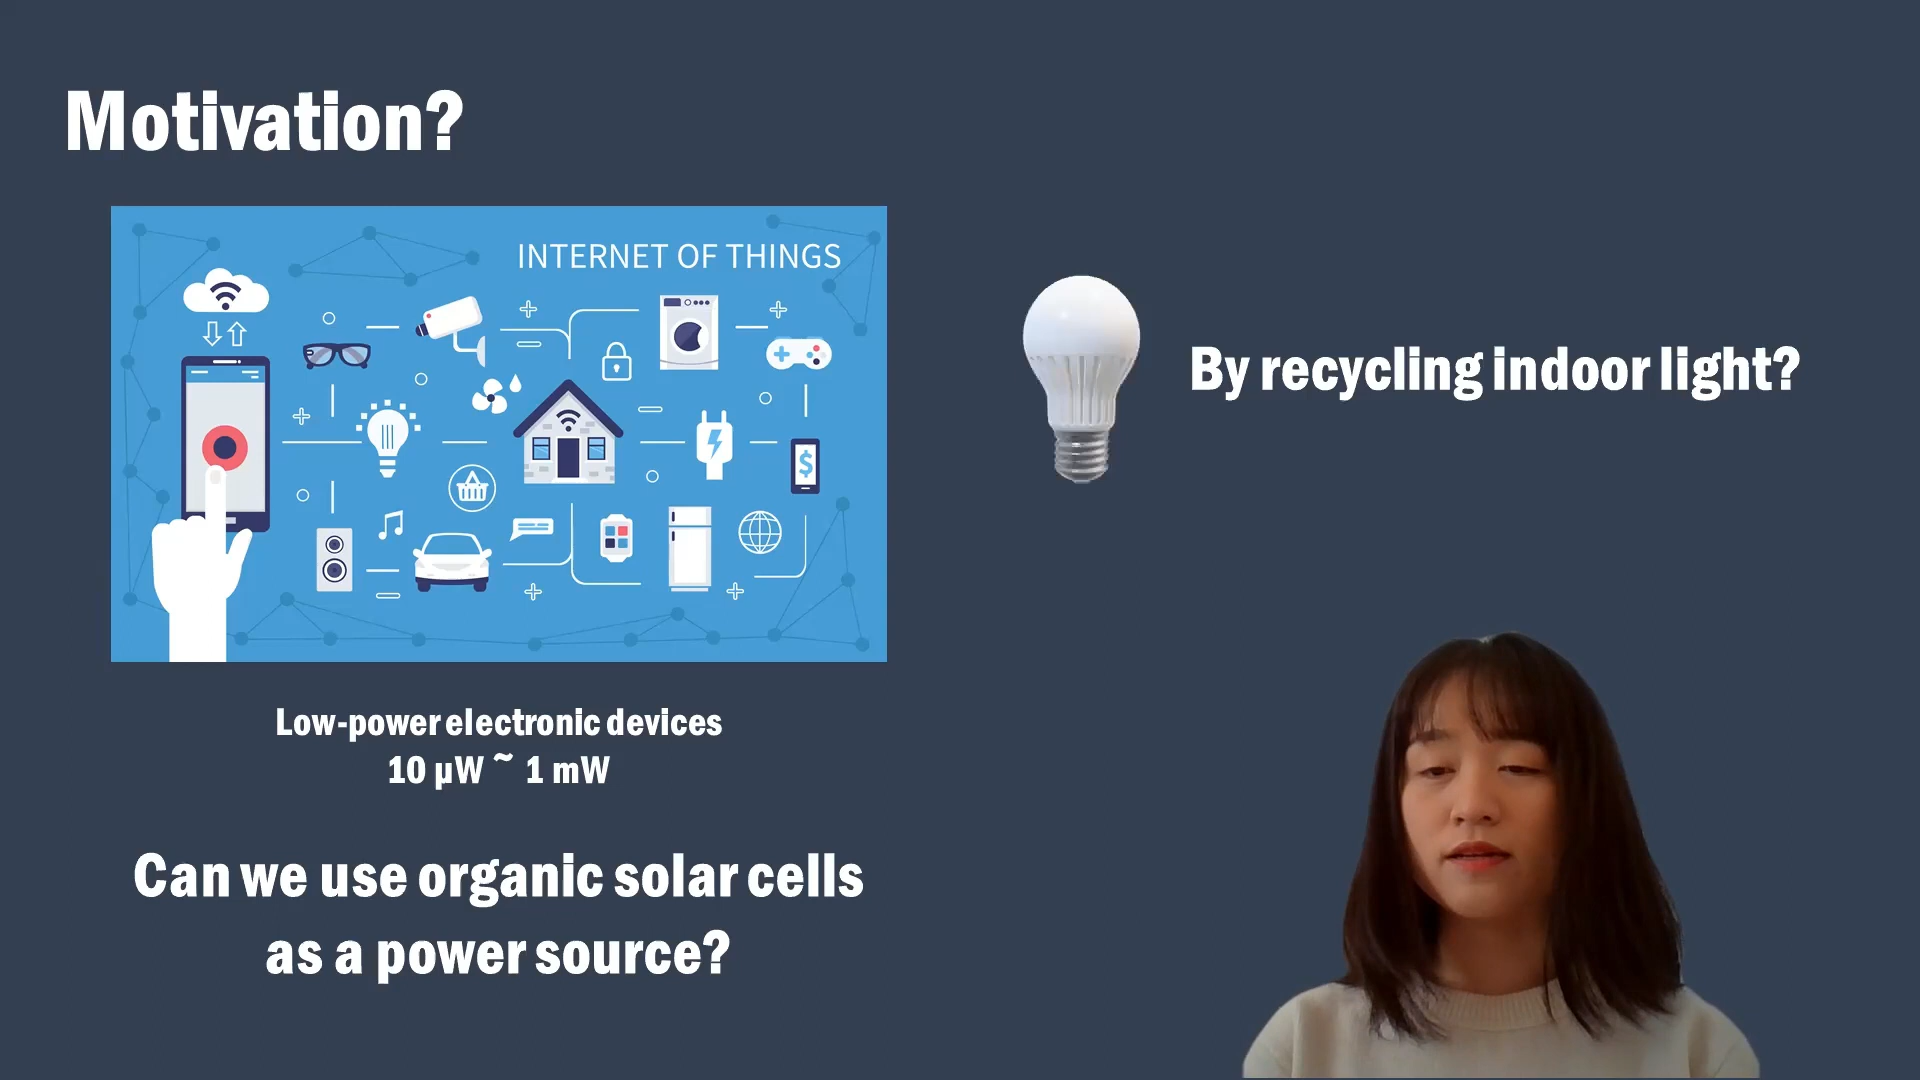 Motivation?
INTERNET OF THINGS
$
By recycling indoor light?
Low-power electronic devices
10 µW ~ 1 mW
Can we use organic solar cells
as a power source?